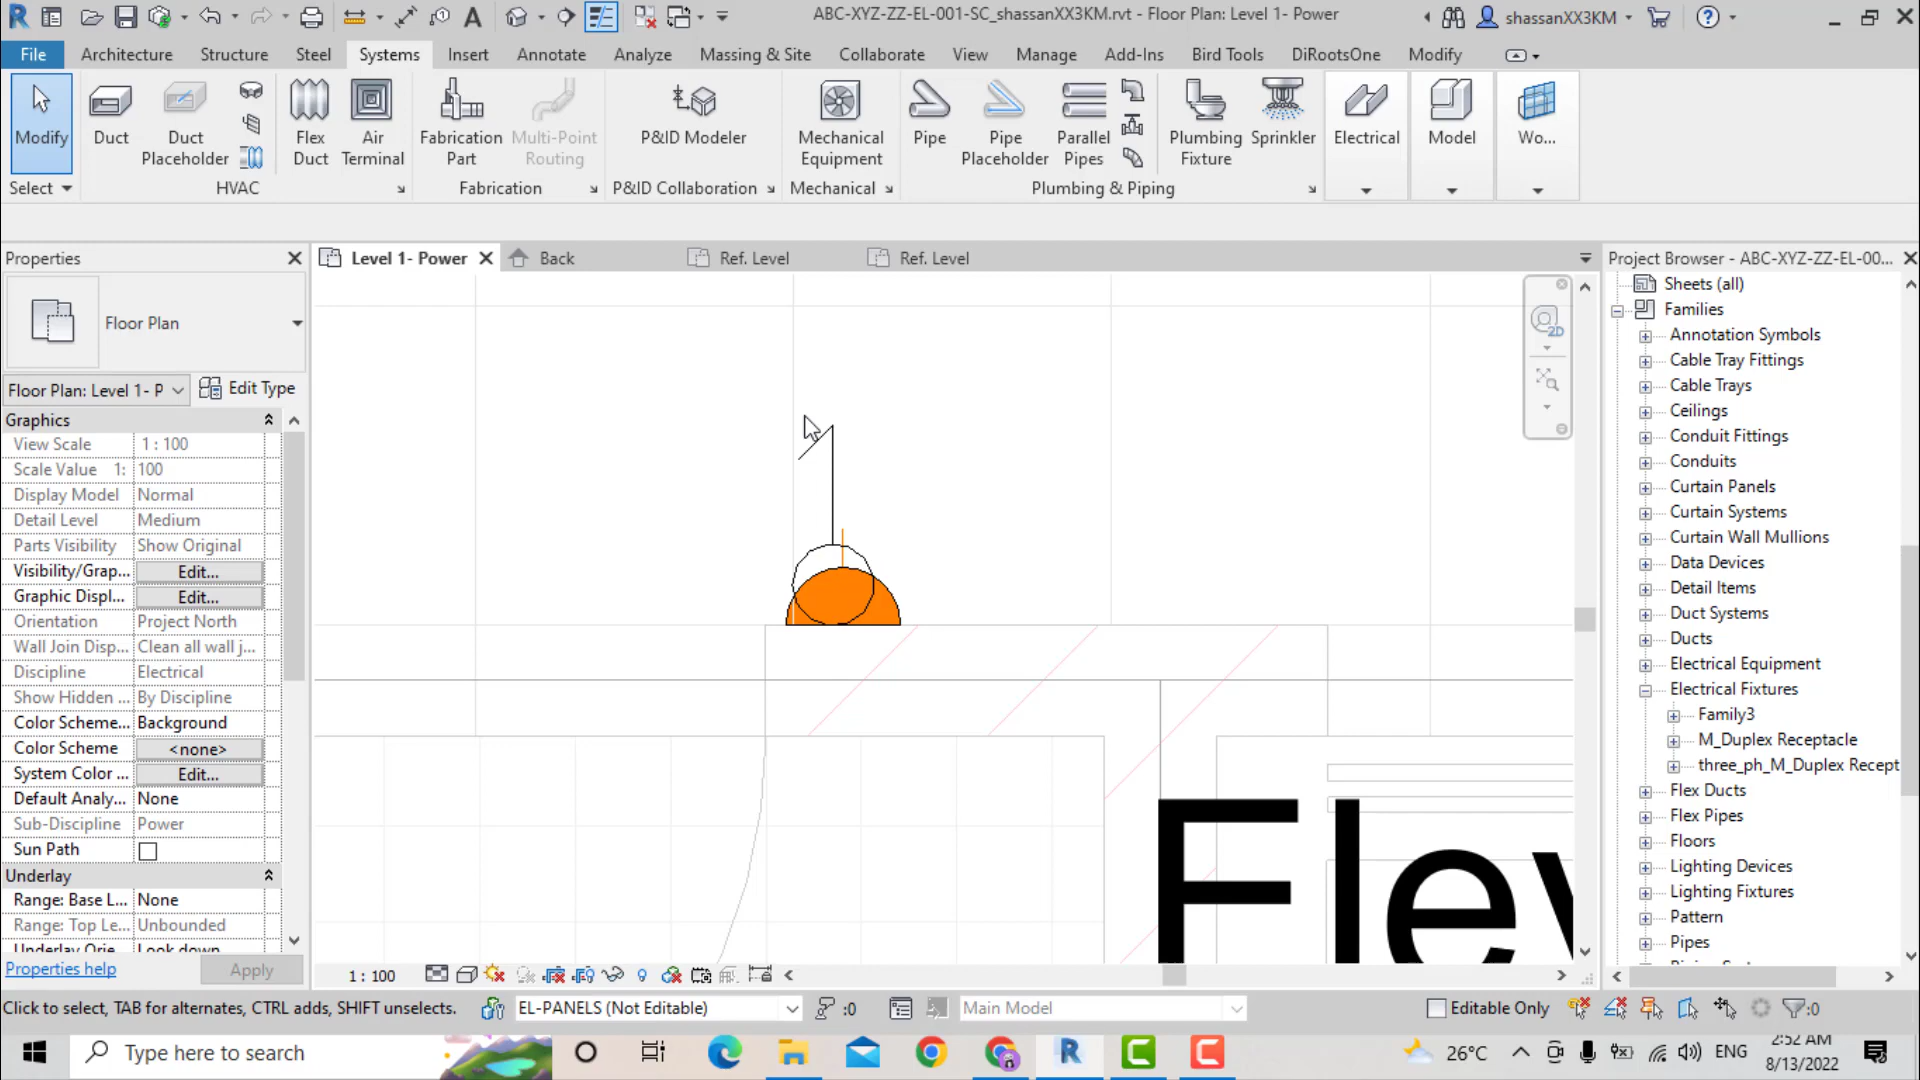 ABC-XYZ-ZZ-EL-001-SC_shassanXX3KM.rvt - Floor Plan: Level 1- Power
shassanXX3KM
File Architecture Structure Steel Systems Insert Annotate Analyze Massing & Site Collaborate View Manage Add-Ins Bird Tools DiRootsOne Modify
Modify Duct Duct Placeholder Flex Duct Air Terminal Fabrication Part Multi-Point Routing P&ID Modeler Mechanical Equipment Pipe Pipe Placeholder Parallel Pipes Plumbing Fixture Sprinkler Electrical Model Wo...
Select HVAC Fabrication P&ID Collaboration Mechanical Plumbing & Piping
Properties
Level 1- Power Back Ref. Level Ref. Level
Project Browser - ABC-XYZ-ZZ-EL-00...
Floor Plan
Floor Plan: Level 1- P Edit Type
Graphics
View Scale 1 : 100
Scale Value 1: 100
Display Model Normal
Detail Level Medium
Parts Visibility Show Original
Visibility/Grap... Edit...
Graphic Displ... Edit...
Orientation Project North
Wall Join Disp... Clean all wall j...
Discipline Electrical
Show Hidden ... By Discipline
Color Scheme... Background
Color Scheme <none>
System Color ... Edit...
Default Analy... None
Sub-Discipline Power
Sun Path
Underlay
Range: Base L... None
Range: Top Le... Unbounded
Underlay Orie... Look down
Properties help Apply
2D
Flev
Sheets (all)
Families
Annotation Symbols
Cable Tray Fittings
Cable Trays
Ceilings
Conduit Fittings
Conduits
Curtain Panels
Curtain Systems
Curtain Wall Mullions
Data Devices
Detail Items
Duct Systems
Ducts
Electrical Equipment
Electrical Fixtures
Family3
M_Duplex Receptacle
three_ph_M_Duplex Recept
Flex Ducts
Flex Pipes
Floors
Lighting Devices
Lighting Fixtures
Pattern
Pipes
1 : 100
Click to select, TAB for alternates, CTRL adds, SHIFT unselects.
EL-PANELS (Not Editable) :0 Main Model Editable Only :0
Type here to search
26°C ENG
2:52 AM
8/13/2022